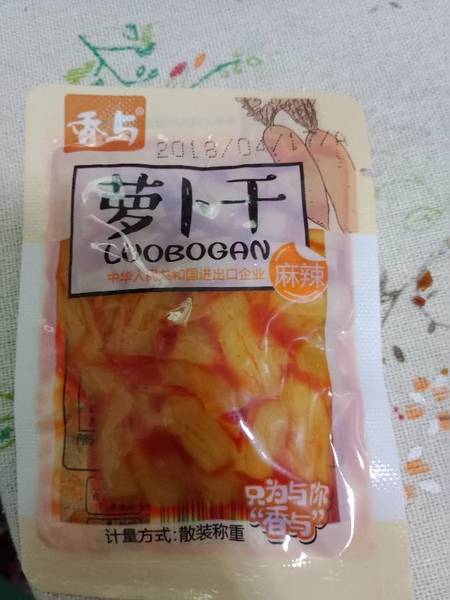 香与®
2018/04/17
萝卜干
LUOBOGAN
中华人民共和国进出口企业
麻辣
只为与你
“香与”
计量方式:散装称重